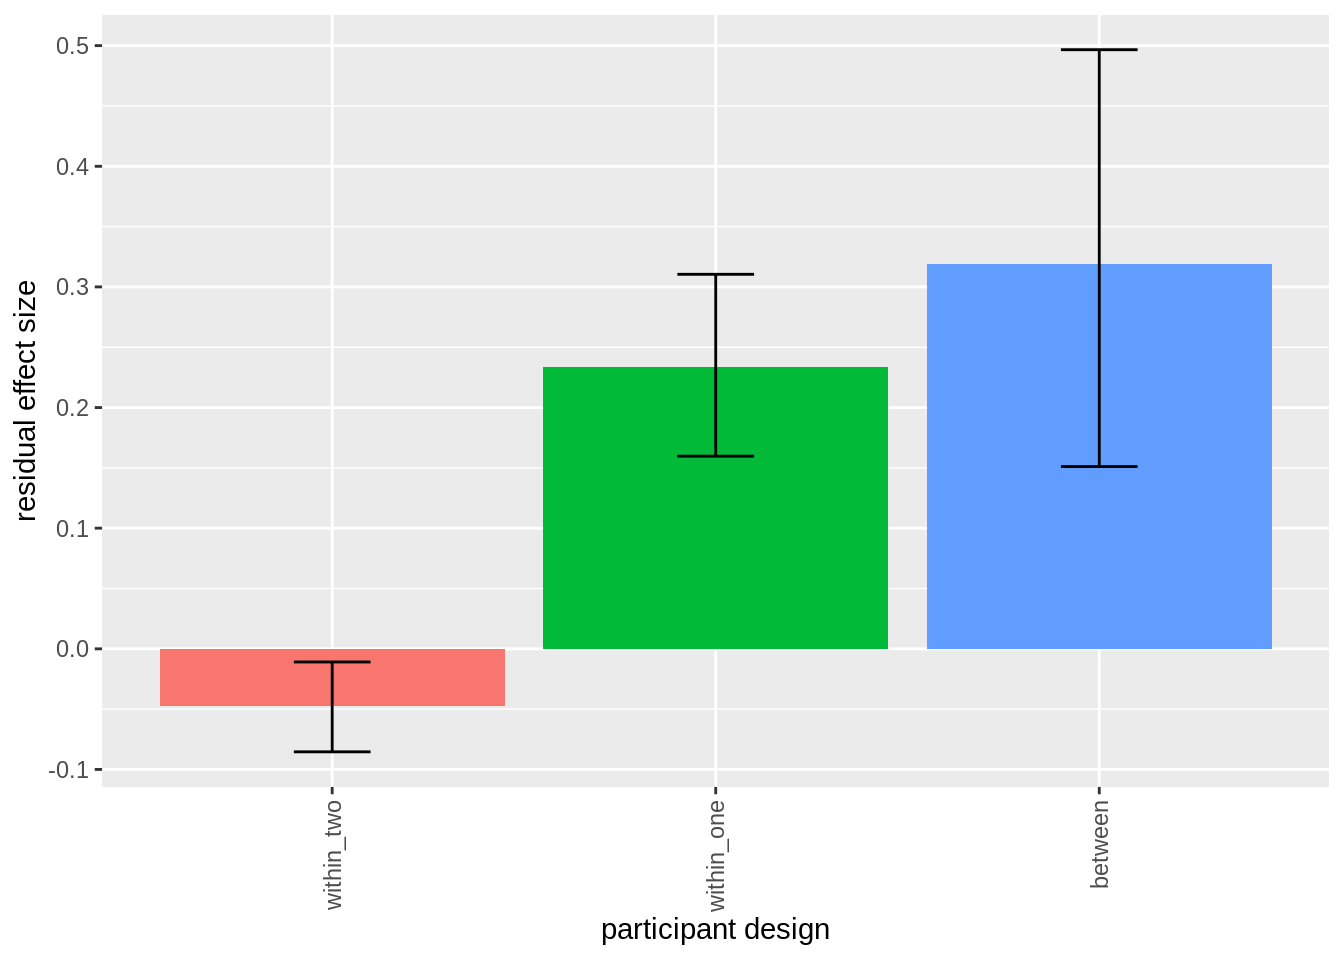 residual effect size
0.5
0.4
0.3
0.2
0.1
0.0
-0.1
within_two
within_one
between
participant design